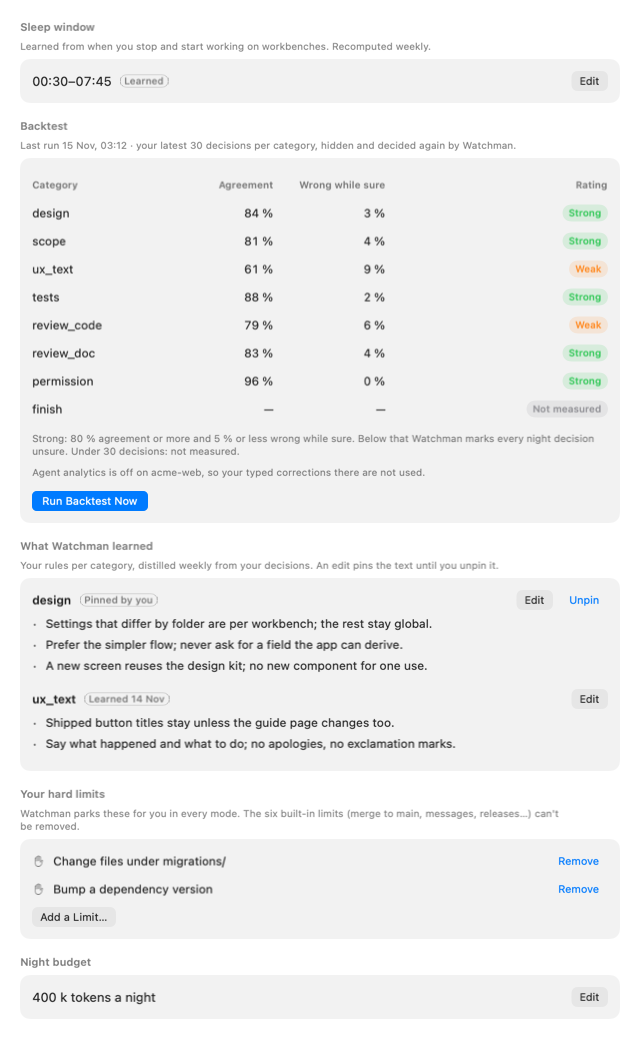 Sleep window
Learned from when you stop and start working on workbenches. Recomputed weekly.
00:30–07:45 Learned Edit
Backtest
Last run 15 Nov, 03:12 · your latest 30 decisions per category, hidden and decided again by Watchman.
Category Agreement Wrong while sure Rating
design 84 % 3 % Strong
scope 81 % 4 % Strong
ux_text 61 % 9 % Weak
tests 88 % 2 % Strong
review_code 79 % 6 % Weak
review_doc 83 % 4 % Strong
permission 96 % 0 % Strong
finish — — Not measured
Strong: 80 % agreement or more and 5 % or less wrong while sure. Below that Watchman marks every night decision
unsure. Under 30 decisions: not measured.
Agent analytics is off on acme-web, so your typed corrections there are not used.
Run Backtest Now
What Watchman learned
Your rules per category, distilled weekly from your decisions. An edit pins the text until you unpin it.
design Pinned by you Edit Unpin
· Settings that differ by folder are per workbench; the rest stay global.
· Prefer the simpler flow; never ask for a field the app can derive.
· A new screen reuses the design kit; no new component for one use.
ux_text Learned 14 Nov Edit
· Shipped button titles stay unless the guide page changes too.
· Say what happened and what to do; no apologies, no exclamation marks.
Your hard limits
Watchman parks these for you in every mode. The six built-in limits (merge to main, messages, releases…) can't
be removed.
Change files under migrations/ Remove
Bump a dependency version Remove
Add a Limit…
Night budget
400 k tokens a night Edit